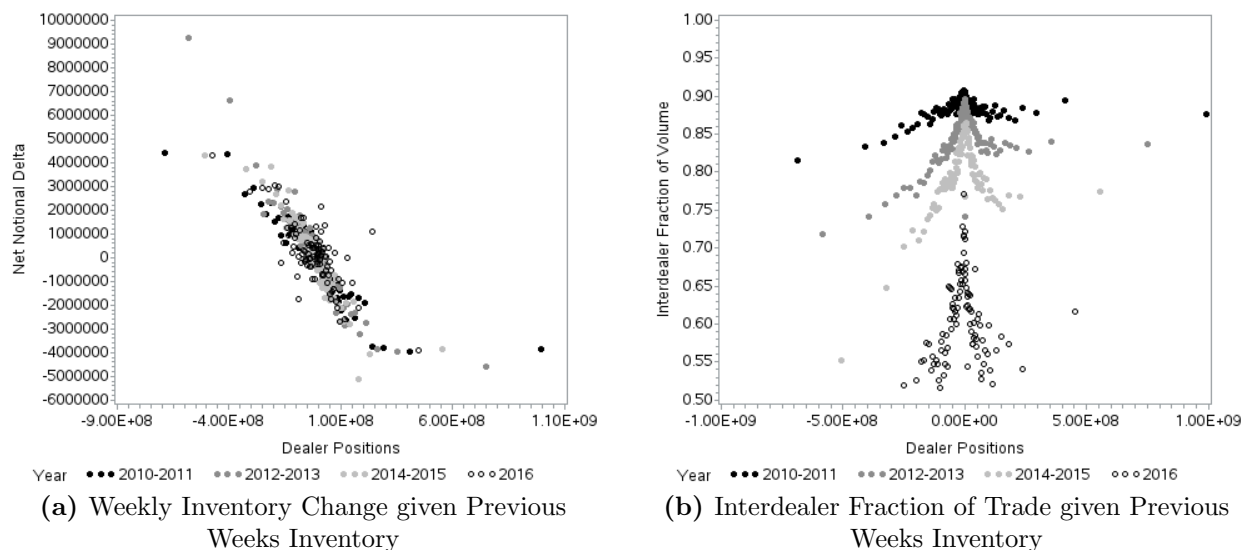 10000000
9000000
8000000
7000000
6000000
5000000
4000000
3000000
2000000
1000000
0
-1000000
-2000000
-3000000
-4000000
-5000000
-6000000
Net Notional Delta
-9.00E+08 -4.00E+08 1.00E+08 6.00E+08 1.10E+09
Dealer Positions
Year 2010-2011 2012-2013 2014-2015 2016
(a) Weekly Inventory Change given Previous
Weeks Inventory
1.00
0.95
0.90
0.85
0.80
0.75
0.70
0.65
0.60
0.55
0.50
Interdealer Fraction of Volume
-1.00E+09 -5.00E+08 0.00E+00 5.00E+08 1.00E+09
Dealer Positions
Year 2010-2011 2012-2013 2014-2015 2016
(b) Interdealer Fraction of Trade given Previous
Weeks Inventory